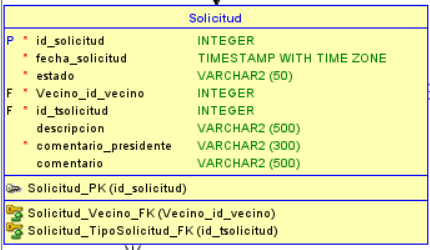 Solicitud
P * id_solicitud INTEGER
* fecha_solicitud TIMESTAMP WITH TIME ZONE
* estado VARCHAR2 (50)
F * Vecino_id_vecino INTEGER
F * id_tsolicitud INTEGER
descripcion VARCHAR2 (500)
* comentario_presidente VARCHAR2 (300)
comentario VARCHAR2 (500)
Solicitud_PK (id_solicitud)
Solicitud_Vecino_FK (Vecino_id_vecino)
Solicitud_TipoSolicitud_FK (id_tsolicitud)